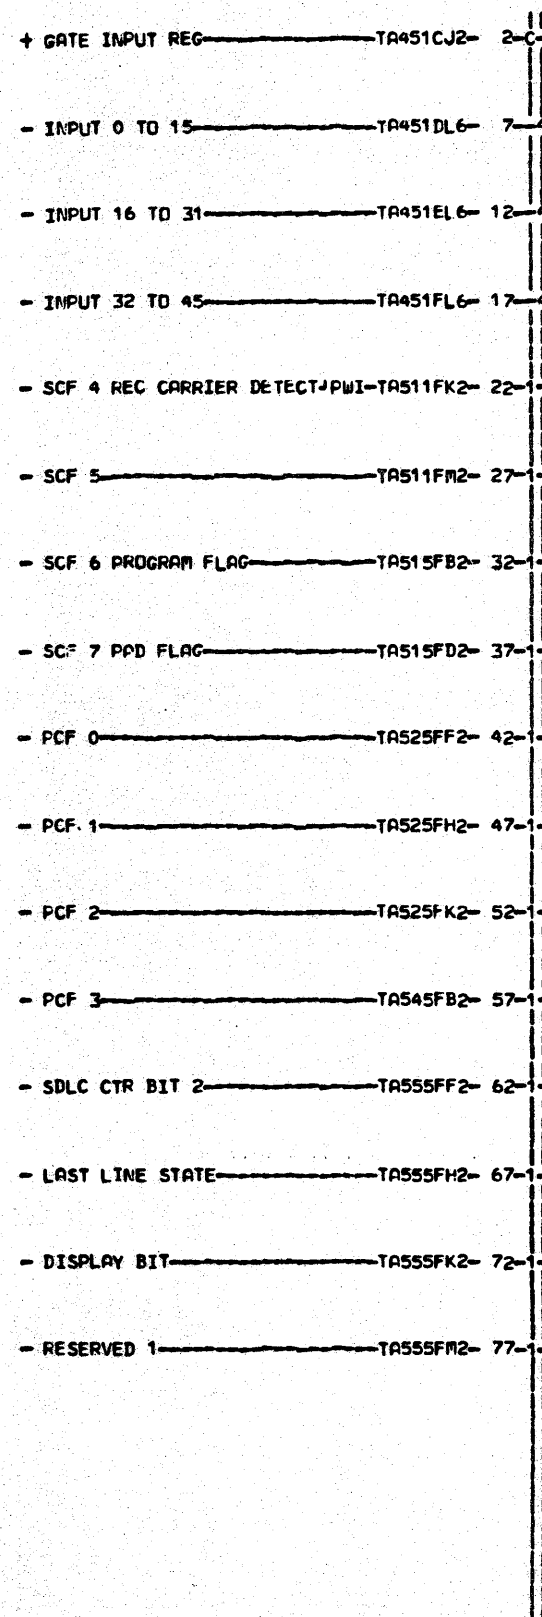 + GATE INPUT REG TA451CJ2- 2-C-
- INPUT 0 TO 15 TA451DL6- 7-
- INPUT 16 TO 31 TA451EL6- 12-
- INPUT 32 TO 45 TA451FL6- 17-
- SCF 4 REC CARRIER DETECT,PWI-TA511FK2- 22-1-
- SCF 5 TA511FM2- 27-1-
- SCF 6 PROGRAM FLAG TA515FB2- 32-1-
- SCF 7 PAD FLAG TA515FD2- 37-1-
- PCF 0 TA525FF2- 42-1-
- PCF 1 TA525FH2- 47-1-
- PCF 2 TA525FK2- 52-1-
- PCF 3 TA545FB2- 57-1-
- SDLC CTR BIT 2 TA555FF2- 62-1-
- LAST LINE STATE TA555FH2- 67-1-
- DISPLAY BIT TA555FK2- 72-1-
- RESERVED 1 TA555FM2- 77-1-